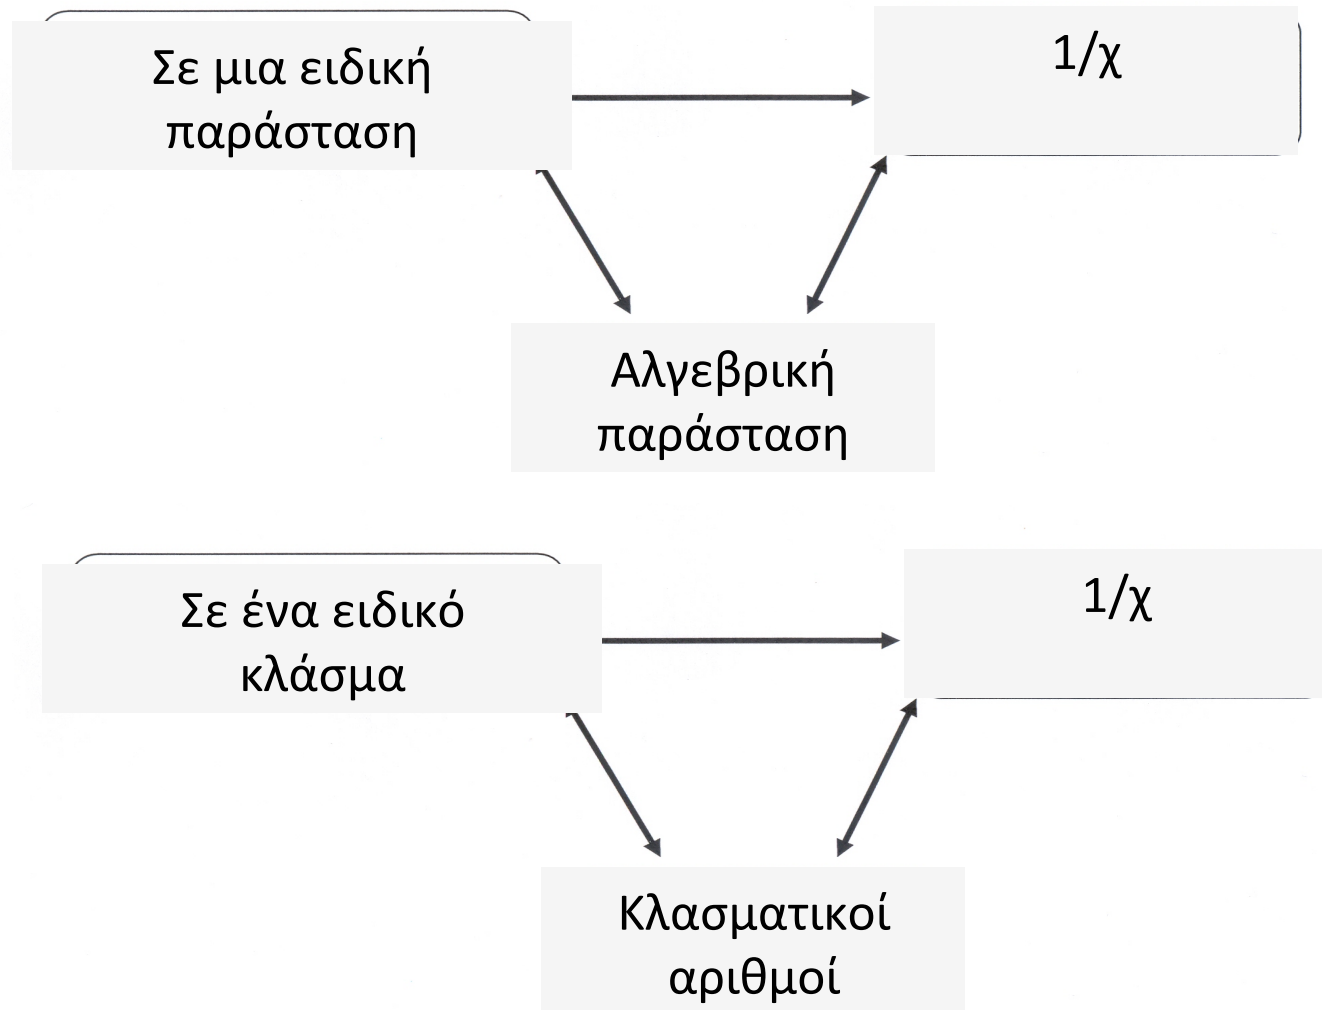 Σε μια ειδική
παράσταση
1/χ
Αλγεβρική
παράσταση
Σε ένα ειδικό
κλάσμα
1/χ
Κλασματικοί
αριθμοί